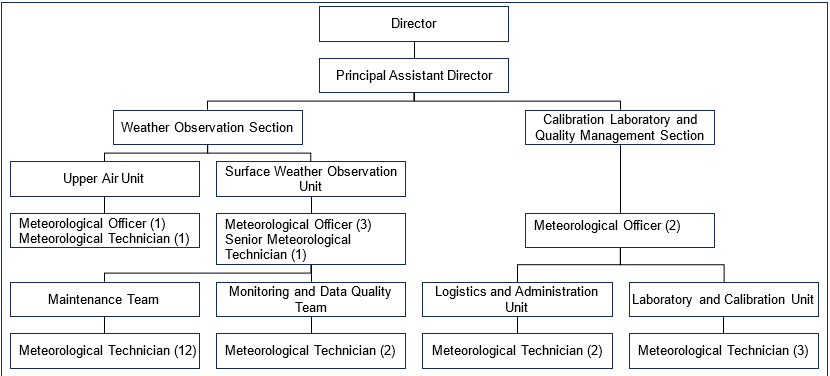 Director
Principal Assistant Director
Weather Observation Section
Calibration Laboratory and
Quality Management Section
Upper Air Unit
Surface Weather Observation
Unit
Meteorological Officer (1)
Meteorological Technician (1)
Meteorological Officer (3)
Senior Meteorological
Technician (1)
Meteorological Officer (2)
Maintenance Team
Monitoring and Data Quality
Team
Logistics and Administration
Unit
Laboratory and Calibration Unit
Meteorological Technician (12)
Meteorological Technician (2)
Meteorological Technician (2)
Meteorological Technician (3)